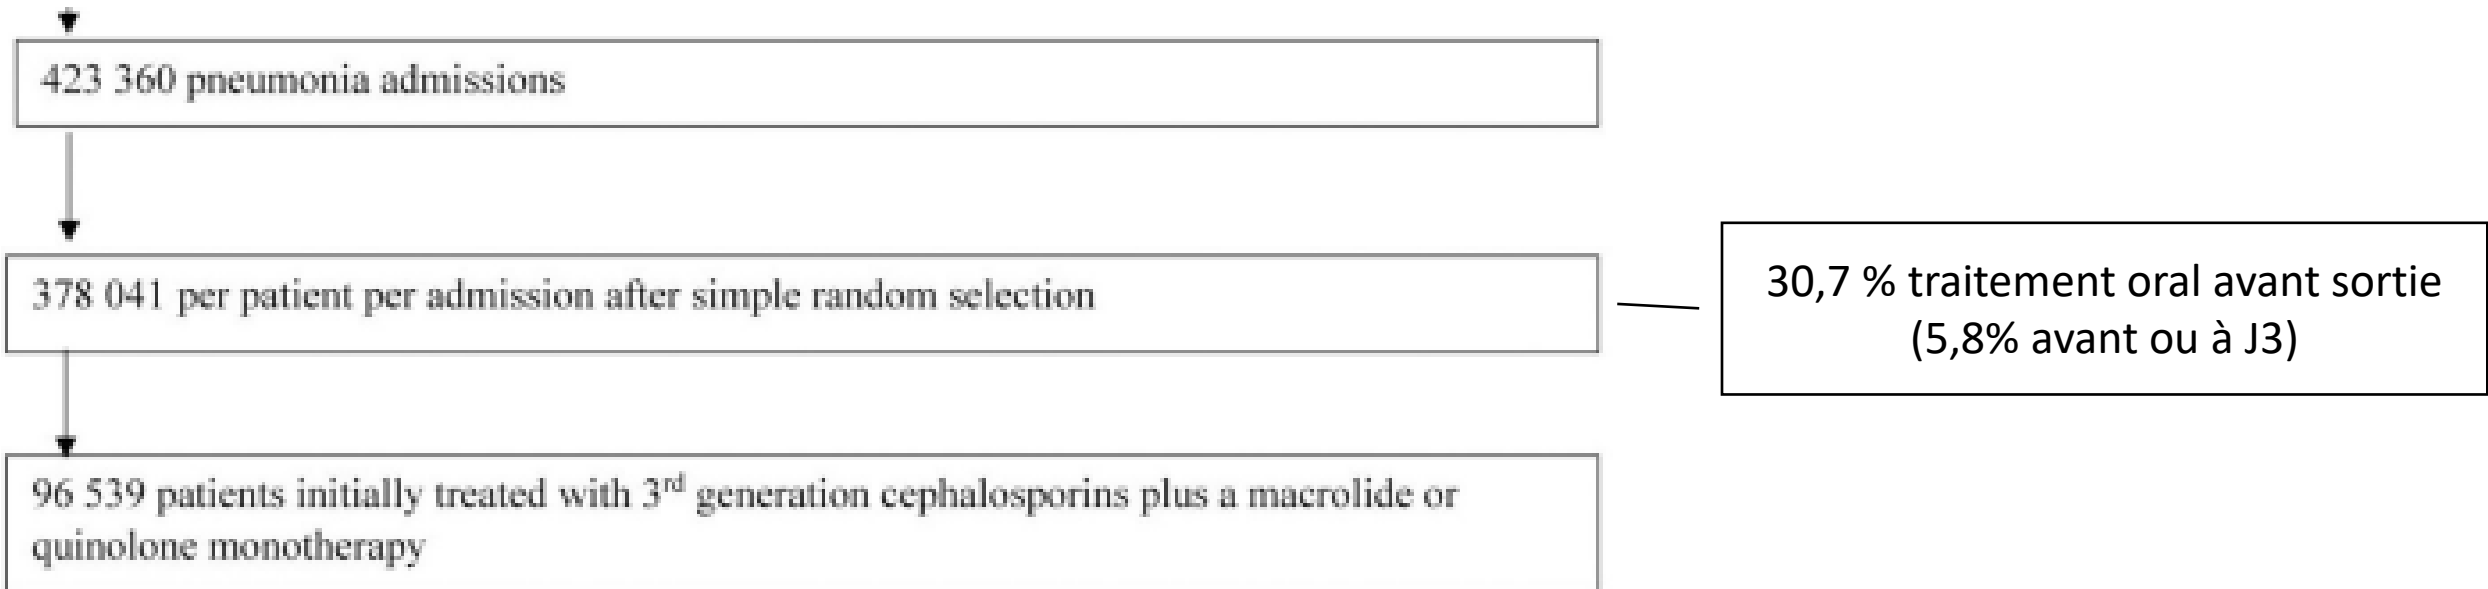 423 360 pneumonia admissions
378 041 per patient per admission after simple random selection
30,7 % traitement oral avant sortie
(5,8% avant ou à J3)
96 539 patients initially treated with 3rd generation cephalosporins plus a macrolide or
quinolone monotherapy